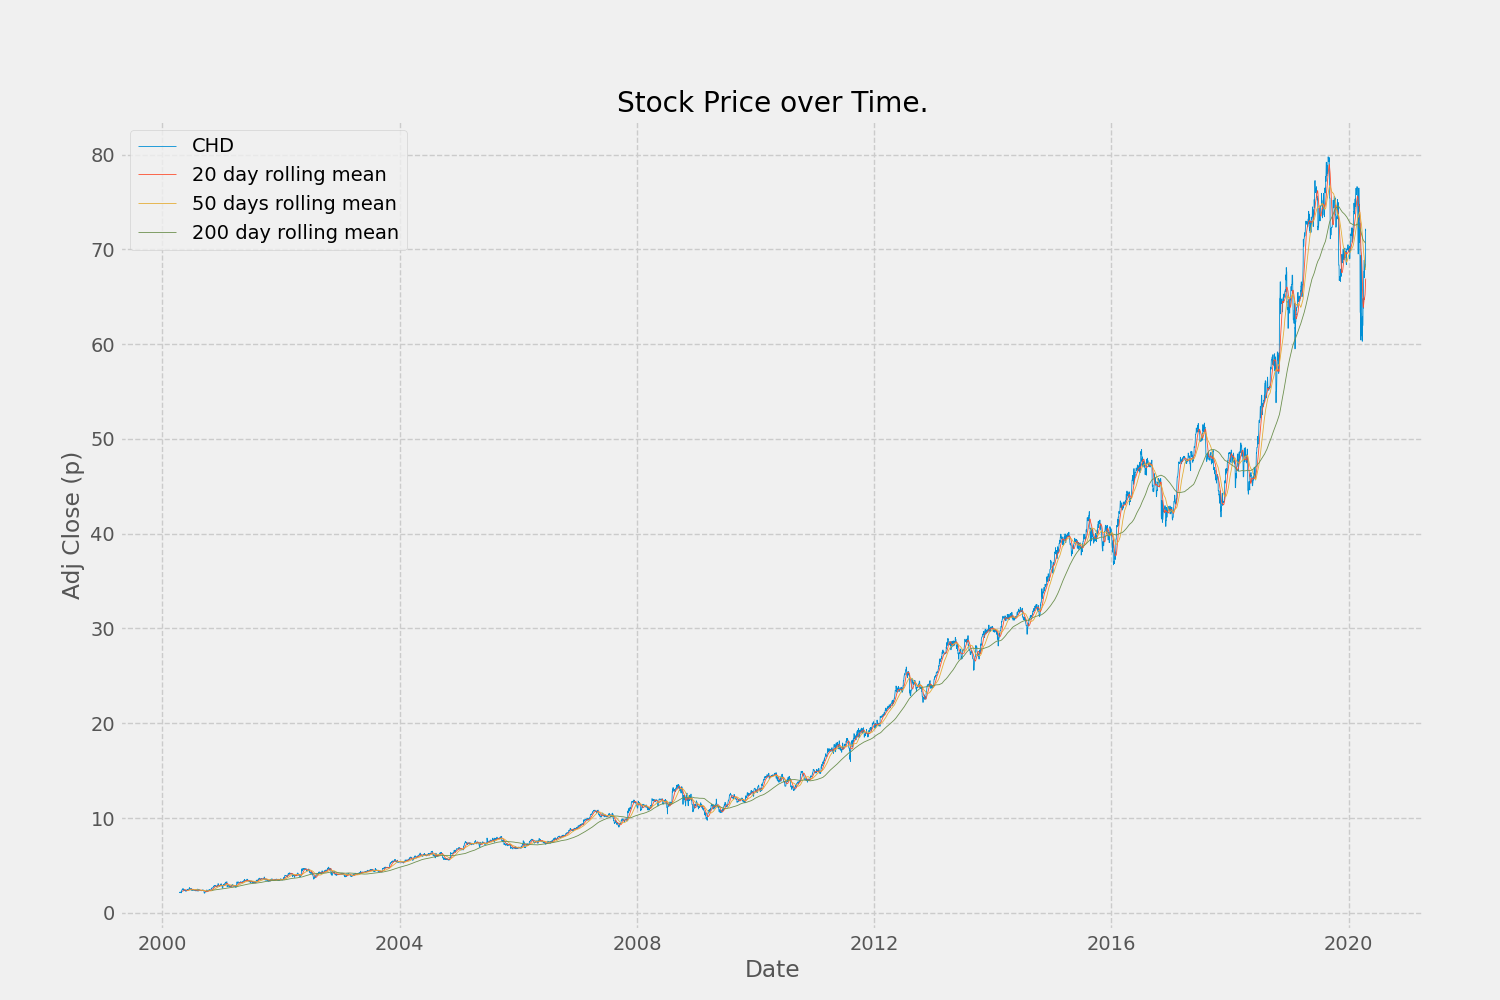 Stock Price over Time.
CHD
20 day rolling mean
50 days rolling mean
200 day rolling mean
Adj Close (p)
80
70
60
50
40
30
20
10
0
2000 2004 2008 2012 2016 2020
Date